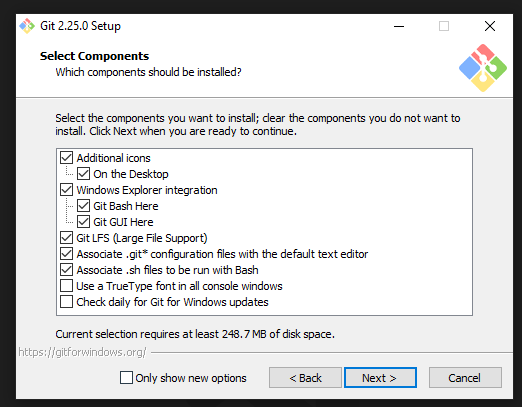 Git 2.25.0 Setup
Select Components
Which components should be installed?
Select the components you want to install; clear the components you do not want to
install. Click Next when you are ready to continue.
Additional icons
On the Desktop
Windows Explorer integration
Git Bash Here
Git GUI Here
Git LFS (Large File Support)
Associate .git* configuration files with the default text editor
Associate .sh files to be run with Bash
Use a TrueType font in all console windows
Check daily for Git for Windows updates
Current selection requires at least 248.7 MB of disk space.
https://gitforwindows.org/
Only show new options
< Back
Next >
Cancel